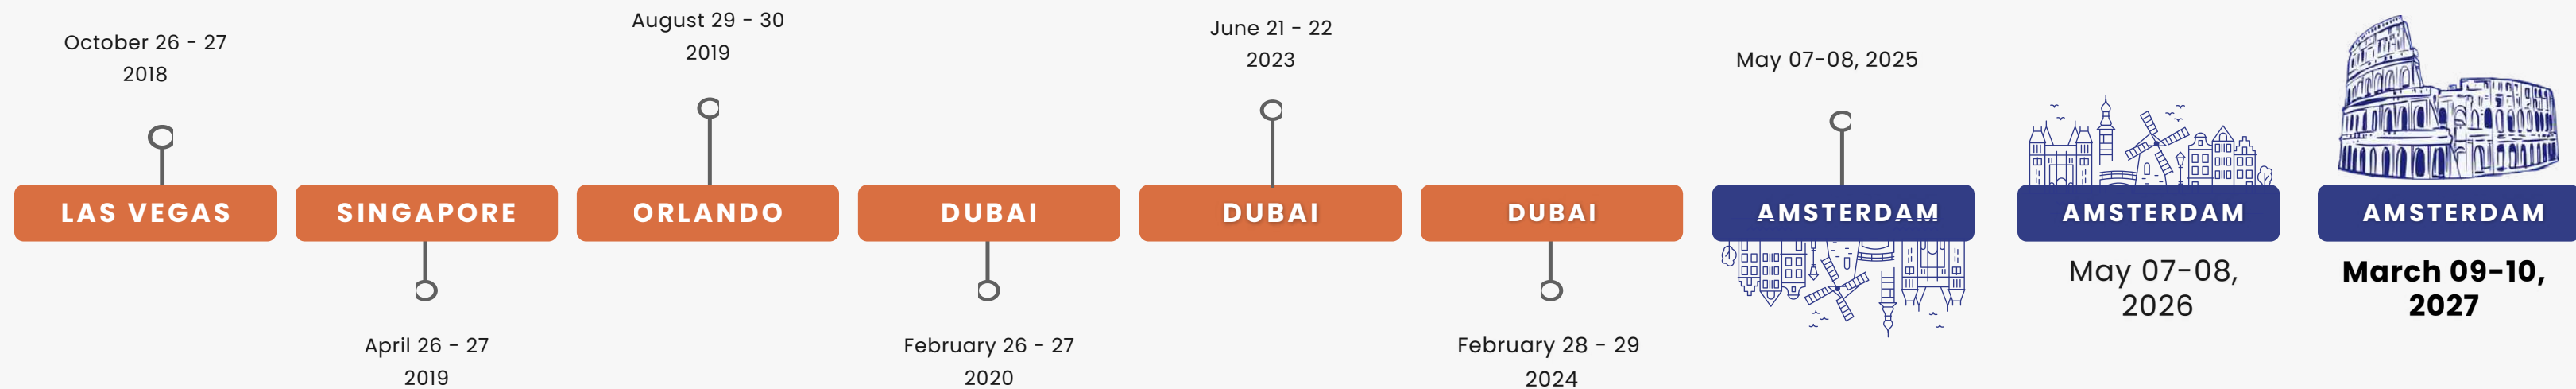 October 26 - 27
2018
LAS VEGAS
SINGAPORE
April 26 - 27
2019
August 29 - 30
2019
ORLANDO
DUBAI
February 26 - 27
2020
June 21 - 22
2023
DUBAI
DUBAI
February 28 - 29
2024
May 07-08, 2025
AMSTERDAM
AMSTERDAM
May 07-08,
2026
AMSTERDAM
March 09-10,
2027